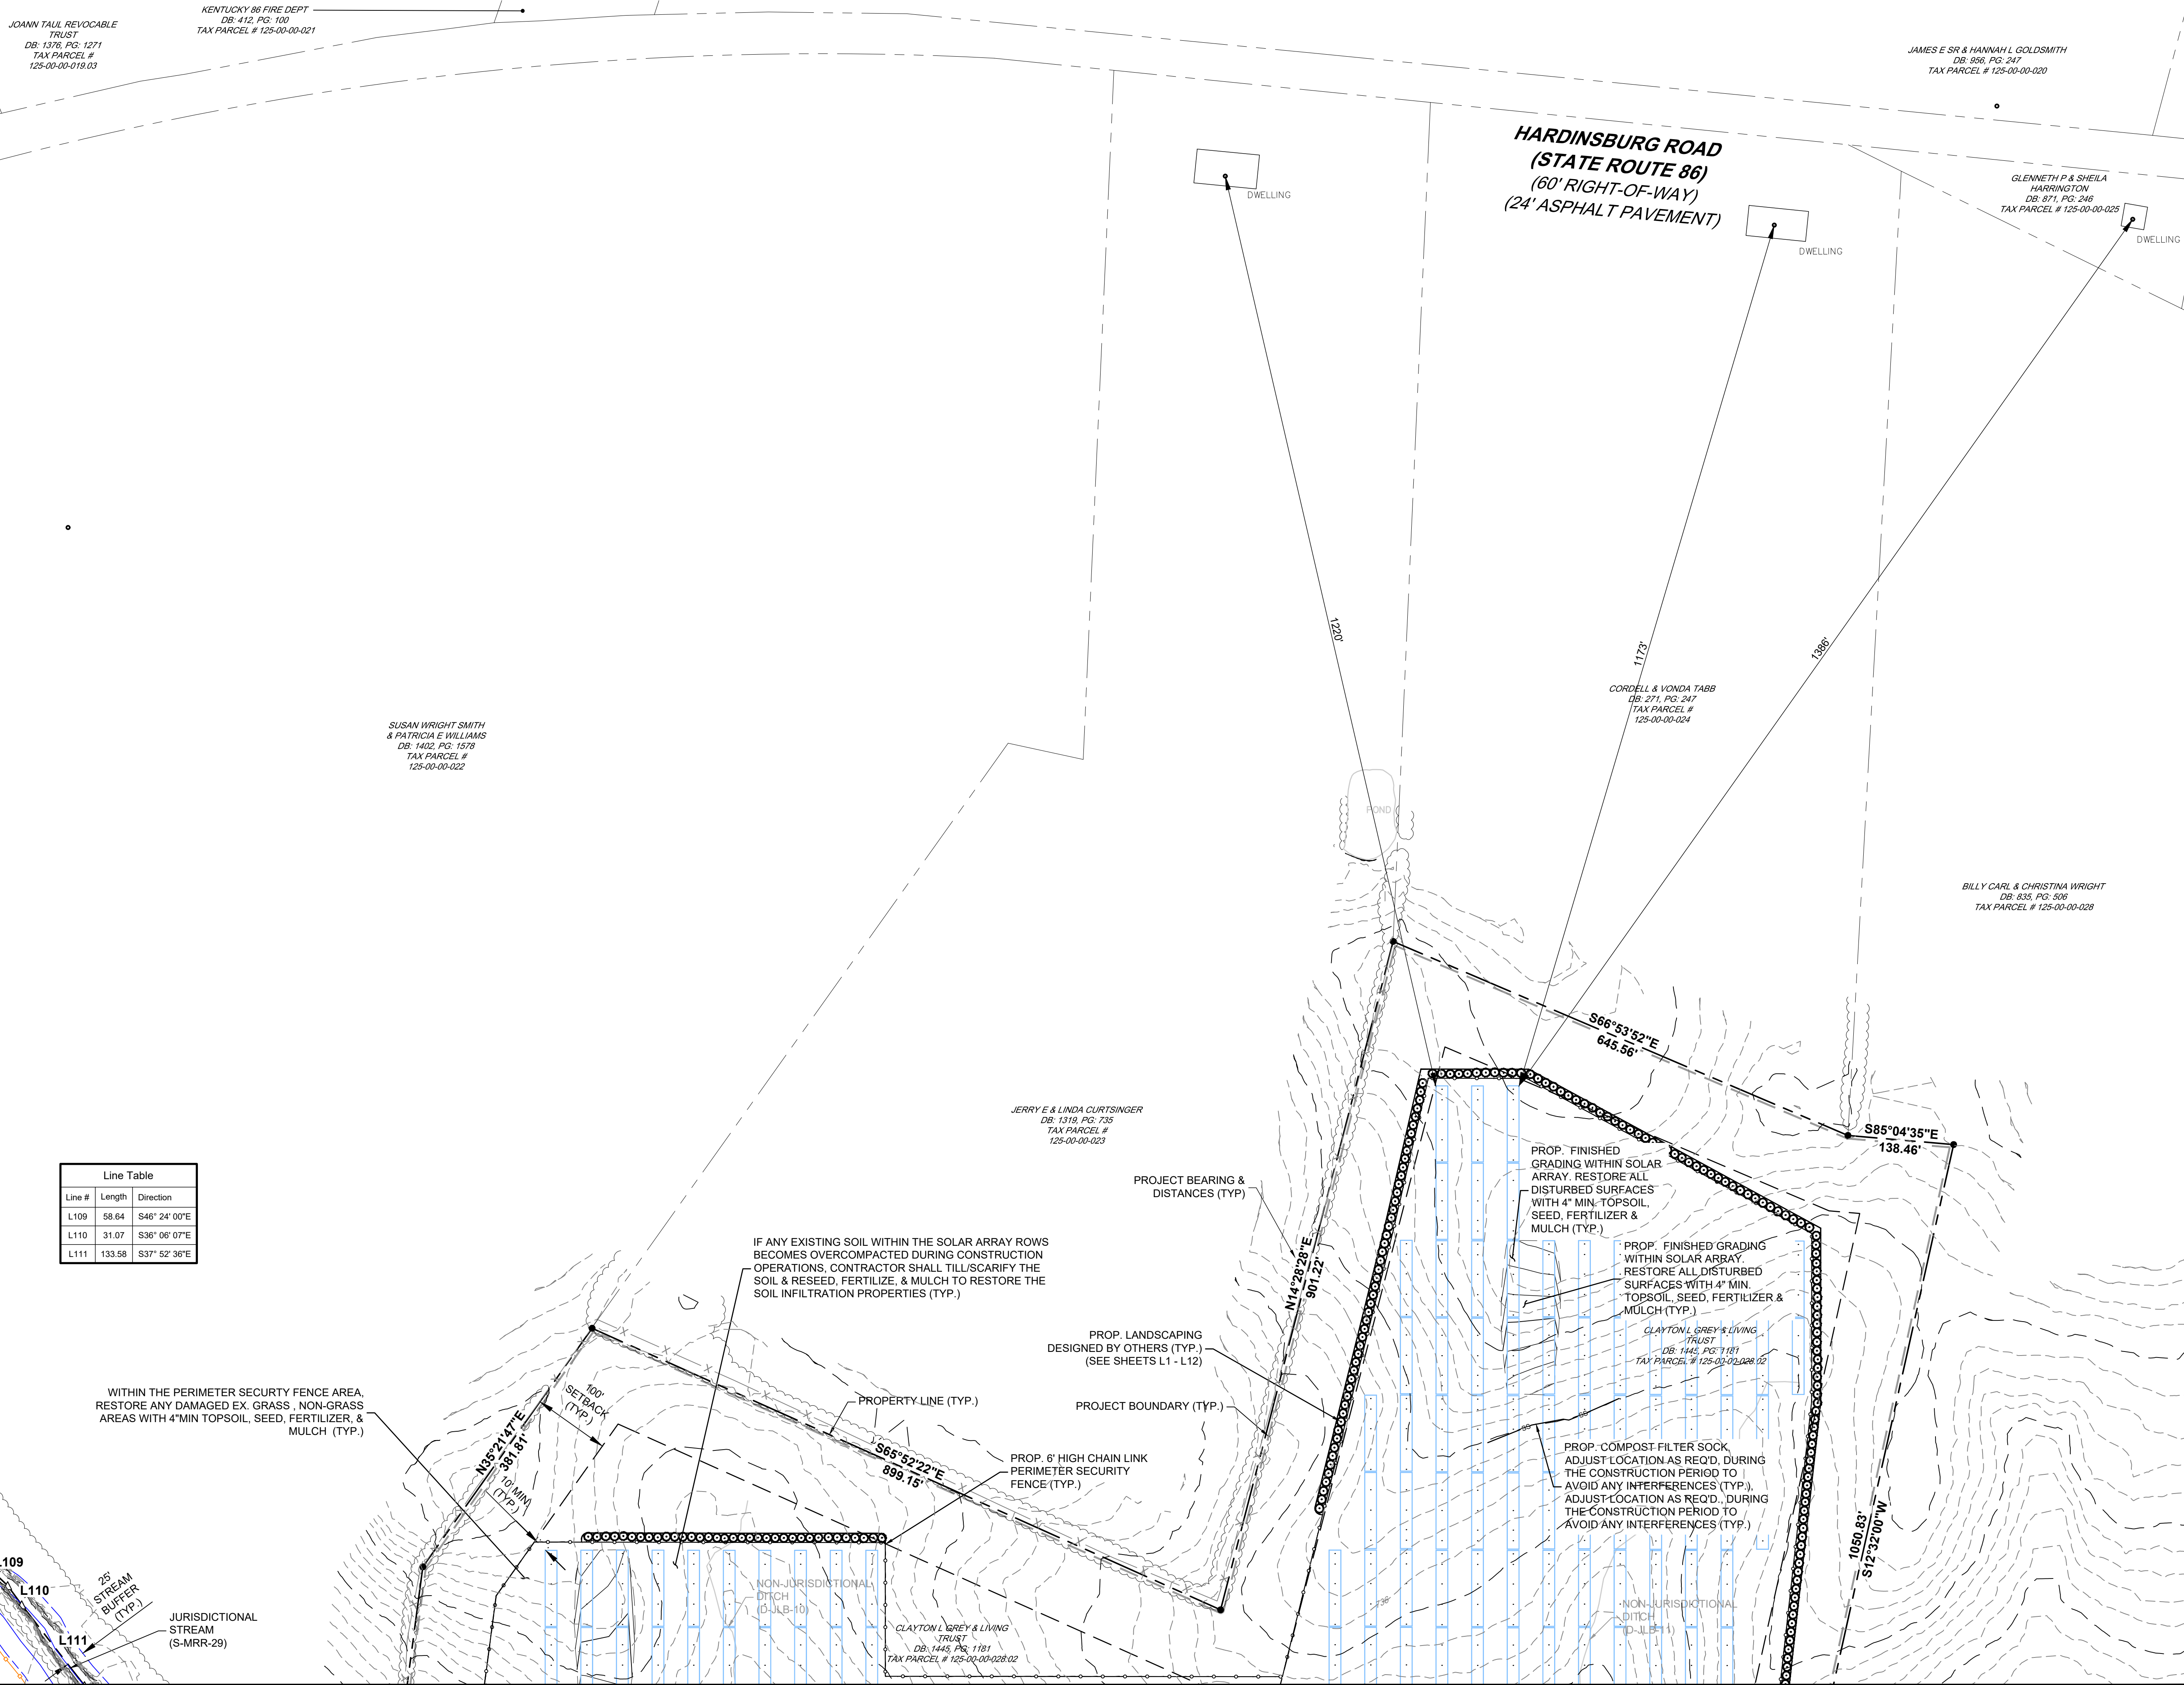 JOANN TAUL REVOCABLE
TRUST
DB: 1376, PG: 1271
TAX PARCEL #
125-00-00-019.03
KENTUCKY 86 FIRE DEPT
DB: 412, PG: 100
TAX PARCEL # 125-00-00-021
JAMES E SR & HANNAH L GOLDSMITH
DB: 956, PG: 247
TAX PARCEL # 125-00-00-020
HARDINSBURG ROAD
(STATE ROUTE 86)
(60' RIGHT-OF-WAY)
(24' ASPHALT PAVEMENT)
GLENNETH P & SHEILA
HARRINGTON
DB: 871, PG: 246
TAX PARCEL # 125-00-00-025
DWELLING
DWELLING
DWELLING
1220'
1173'
1386'
CORDELL & VONDA TABB
DB: 271, PG: 247
TAX PARCEL #
125-00-00-024
SUSAN WRIGHT SMITH
& PATRICIA E WILLIAMS
DB: 1402, PG: 1578
TAX PARCEL #
125-00-00-022
POND
BILLY CARL & CHRISTINA WRIGHT
DB: 835, PG: 506
TAX PARCEL # 125-00-00-028
S66°53'52"E
645.56'
S85°04'35"E
138.46'
JERRY E & LINDA CURTSINGER
DB: 1319, PG: 735
TAX PARCEL #
125-00-00-023
Line Table
Line # Length Direction
L109 58.64 S46° 24' 00"E
L110 31.07 S36° 06' 07"E
L111 133.58 S37° 52' 36"E
PROJECT BEARING &
DISTANCES (TYP)
PROP. FINISHED
GRADING WITHIN SOLAR
ARRAY. RESTORE ALL
DISTURBED SURFACES
WITH 4" MIN. TOPSOIL,
SEED, FERTILIZER &
MULCH (TYP.)
IF ANY EXISTING SOIL WITHIN THE SOLAR ARRAY ROWS
BECOMES OVERCOMPACTED DURING CONSTRUCTION
OPERATIONS, CONTRACTOR SHALL TILL/SCARIFY THE
SOIL & RESEED, FERTILIZE, & MULCH TO RESTORE THE
SOIL INFILTRATION PROPERTIES (TYP.)
PROP. FINISHED GRADING
WITHIN SOLAR ARRAY.
RESTORE ALL DISTURBED
SURFACES WITH 4" MIN.
TOPSOIL, SEED, FERTILIZER &
MULCH (TYP.)
N14°28'28"E
901.22'
CLAYTON L GREY & LIVING
TRUST
DB: 1445, PG: 1181
TAX PARCEL # 125-00-00-028.02
PROP. LANDSCAPING
DESIGNED BY OTHERS (TYP.)
(SEE SHEETS L1 - L12)
WITHIN THE PERIMETER SECURTY FENCE AREA,
RESTORE ANY DAMAGED EX. GRASS , NON-GRASS
AREAS WITH 4"MIN TOPSOIL, SEED, FERTILIZER, &
MULCH (TYP.)
100'
SETBACK
(TYP.)
PROPERTY LINE (TYP.)
PROJECT BOUNDARY (TYP.)
N35°21'47"E
381.81'
10' MIN
(TYP.)
S65°52'22"E
899.15'
PROP. 6' HIGH CHAIN LINK
PERIMETER SECURITY
FENCE (TYP.)
PROP. COMPOST FILTER SOCK,
ADJUST LOCATION AS REQ'D, DURING
THE CONSTRUCTION PERIOD TO
AVOID ANY INTERFERENCES (TYP.),
ADJUST LOCATION AS REQ'D., DURING
THE CONSTRUCTION PERIOD TO
AVOID ANY INTERFERENCES (TYP.)
1050.83'
S12°32'00"W
L109
L110
L111
25'
STREAM
BUFFER
(TYP.)
JURISDICTIONAL
STREAM
(S-MRR-29)
NON-JURISDICTIONAL
DITCH
(D-JLB-10)
CLAYTON L GREY & LIVING
TRUST
DB: 1445, PG: 1181
TAX PARCEL # 125-00-00-028.02
736
NON-JURISDICTIONAL
DITCH
(D-JLB-11)